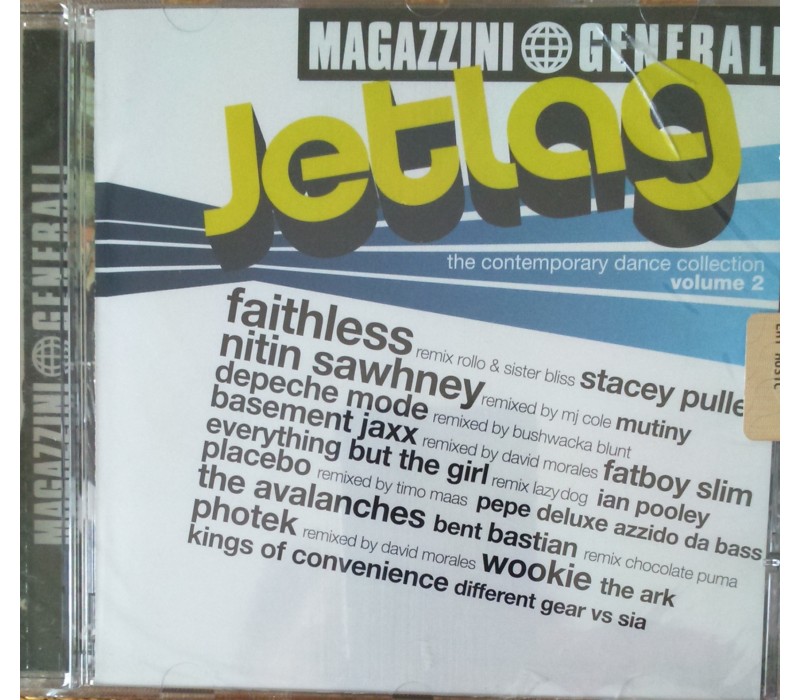 MAGAZZINI GENERALI
Jetlag
the contemporary dance collection
volume 2
faithless remix rollo & sister bliss stacey pulle
nitin sawhney remixed by mj cole mutiny
depeche mode remixed by bushwacka blunt
basement jaxx remixed by david morales fatboy slim
everything but the girl remix lazydog ian pooley
placebo remixed by timo maas pepe deluxe azzido da bass
the avalanches bent bastian remix chocolate puma
photek remixed by david morales wookie the ark
kings of convenience different gear vs sia
MAGAZZINI GENERALI